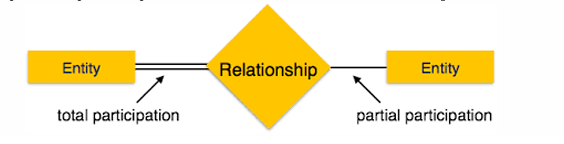 Entity
Relationship
Entity
total participation
partial participation